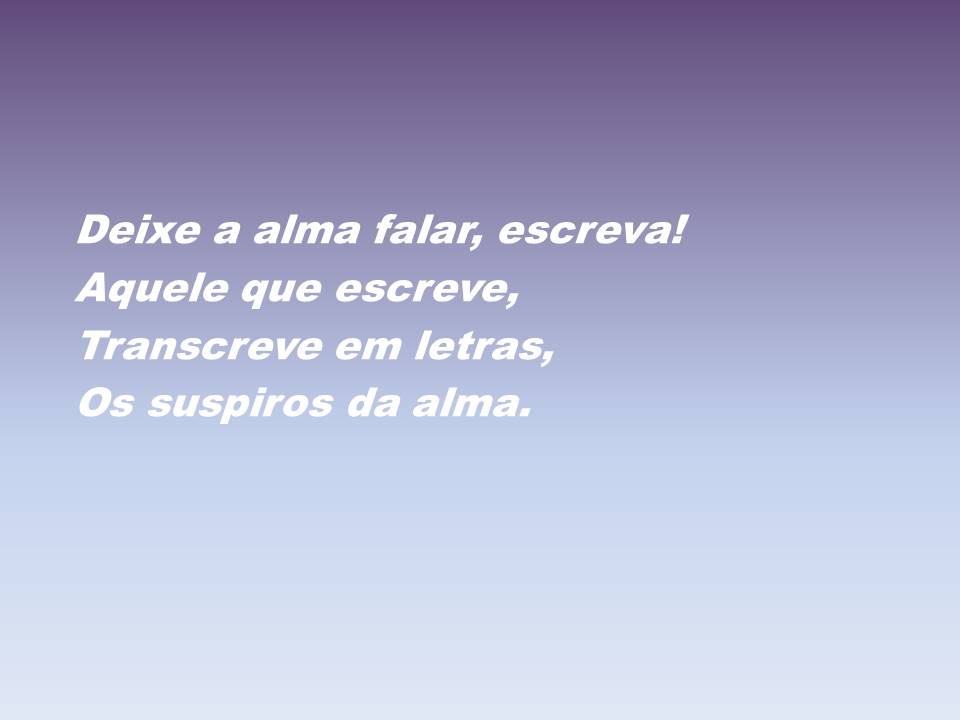 Deixe a alma falar, escreva!
Aquele que escreve,
Transcreve em letras,
Os suspiros da alma.